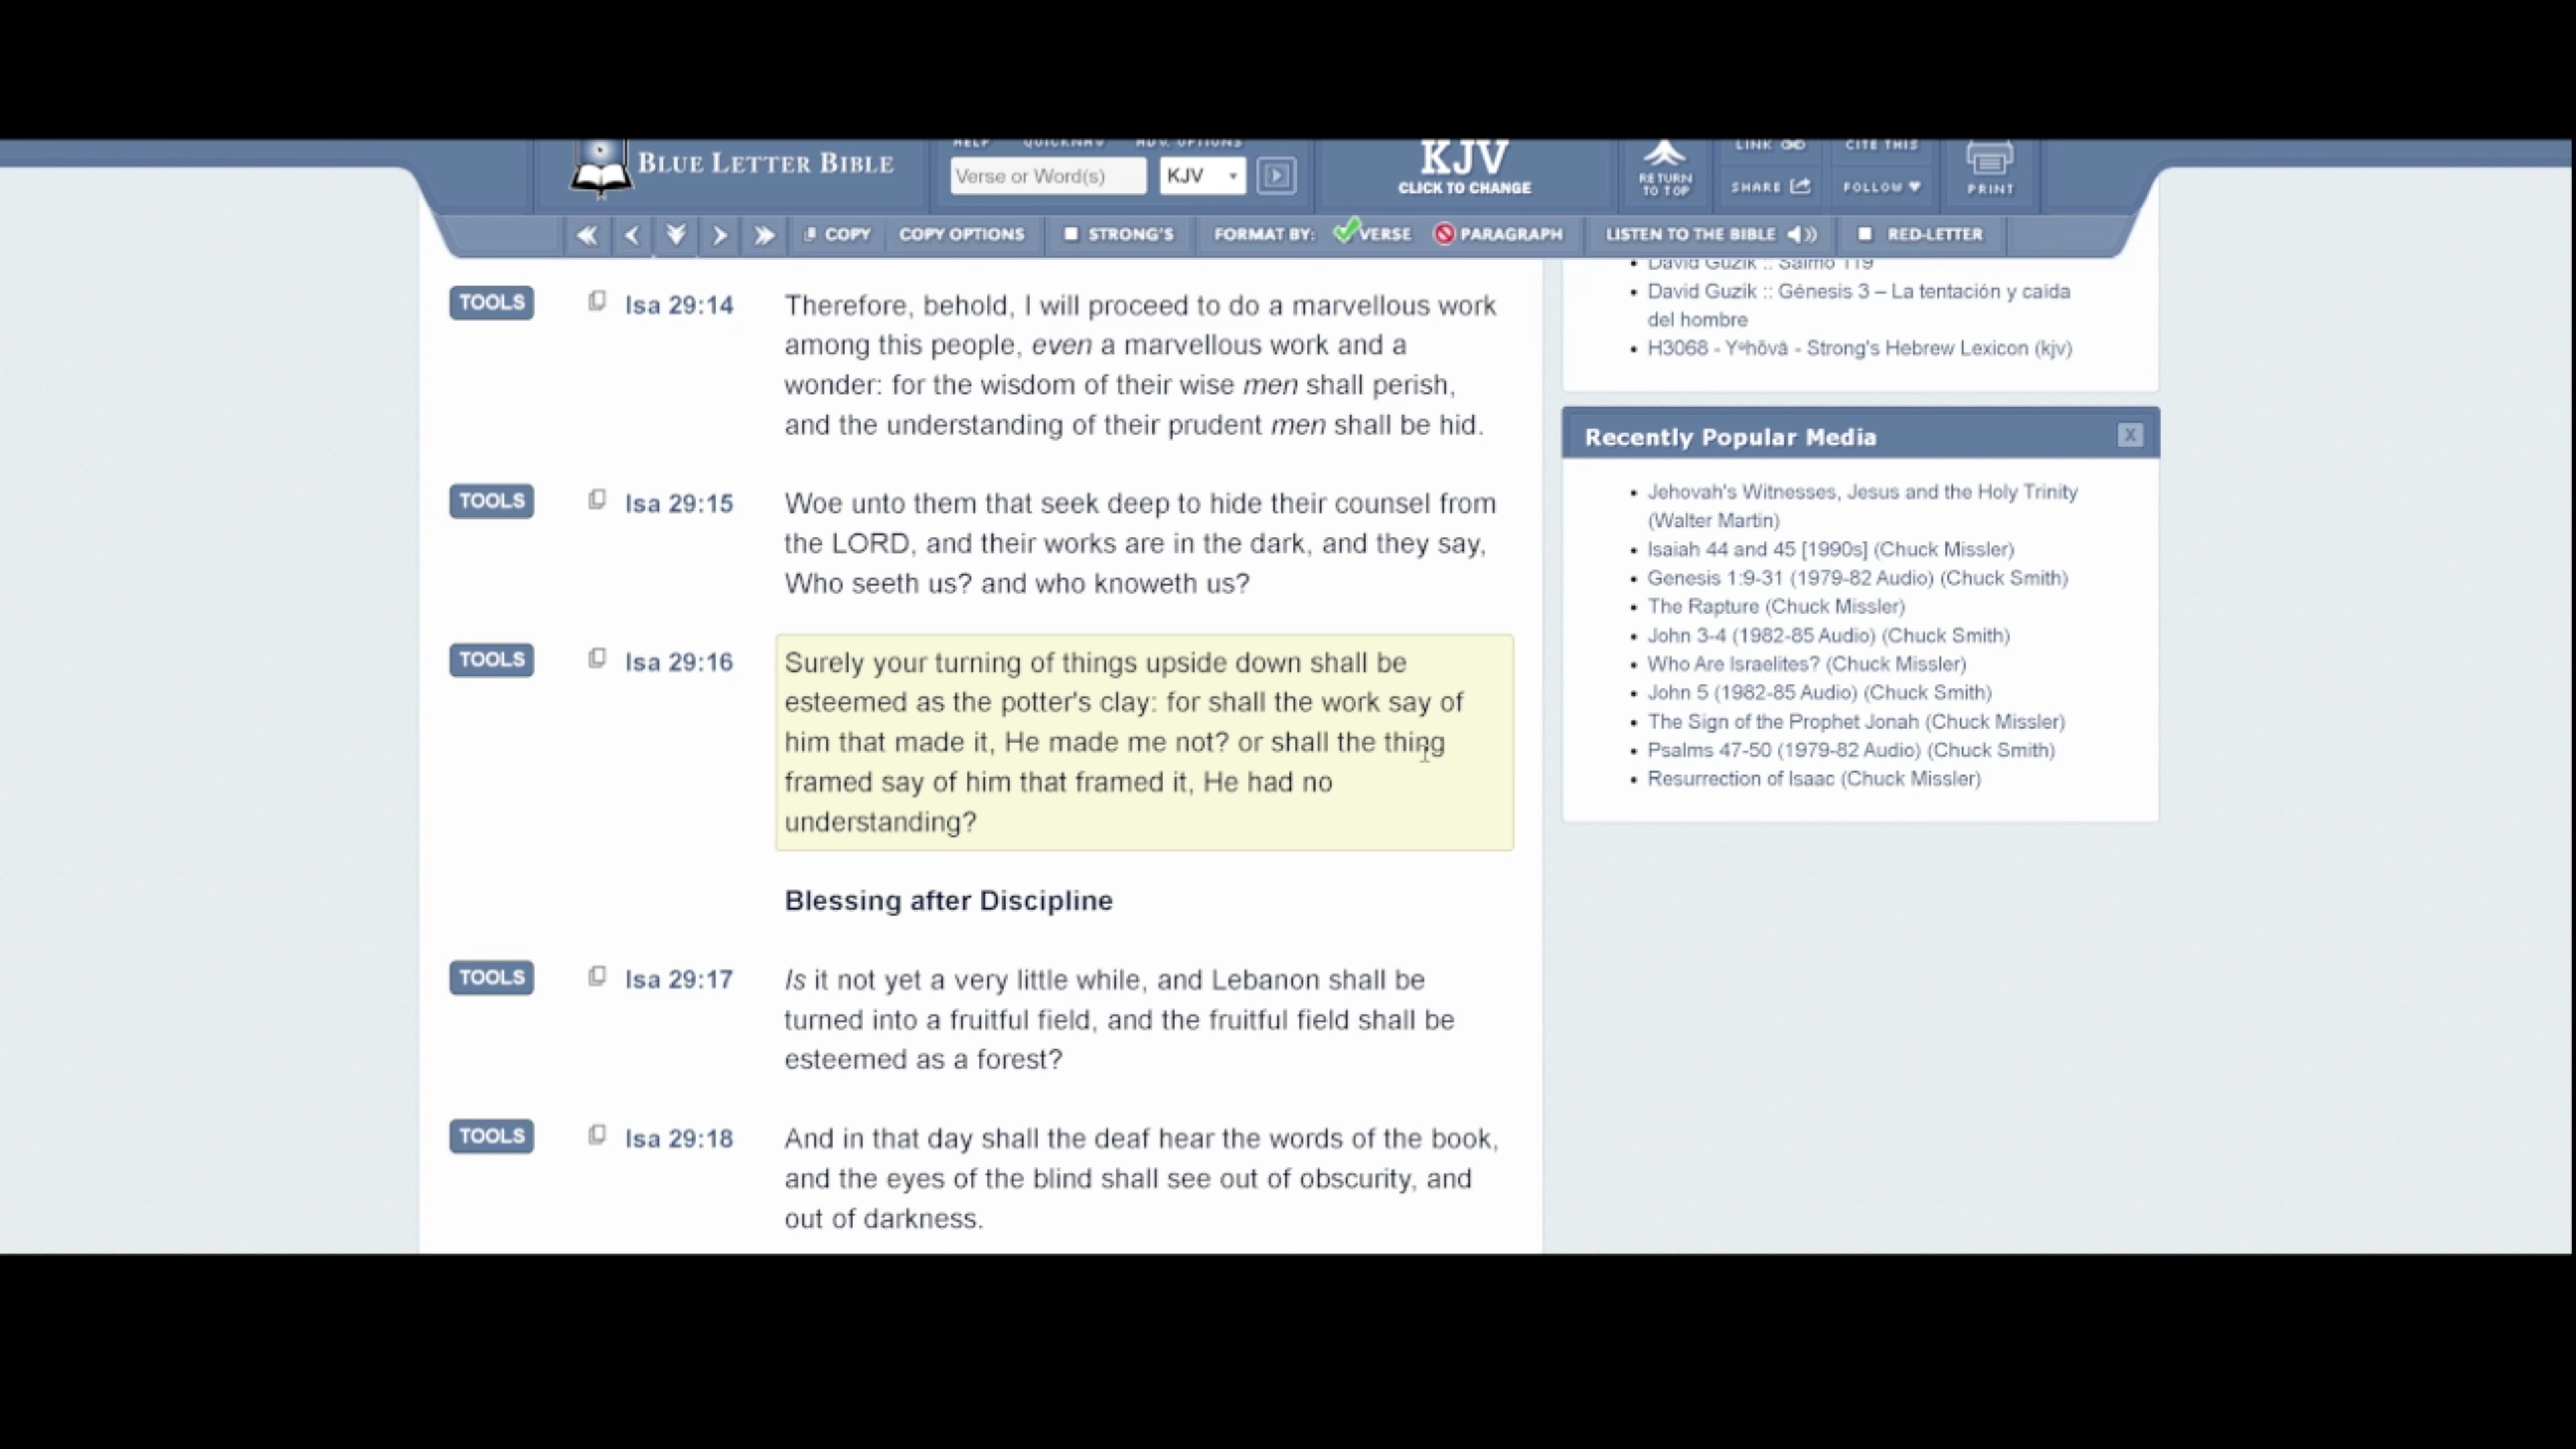 HELP QUICKNAV ADV. OPTIONS
BLUE LETTER BIBLE
Verse or Word(s)
KJV
KJV
CLICK TO CHANGE
RETURN
TO TOP
LINK
CITE THIS
SHARE
FOLLOW
PRINT
COPY
COPY OPTIONS
STRONG'S
FORMAT BY:
VERSE
PARAGRAPH
LISTEN TO THE BIBLE
RED-LETTER
TOOLS
Isa 29:14
Therefore, behold, I will proceed to do a marvellous work
among this people, even a marvellous work and a
wonder: for the wisdom of their wise men shall perish,
and the understanding of their prudent men shall be hid.
TOOLS
Isa 29:15
Woe unto them that seek deep to hide their counsel from
the LORD, and their works are in the dark, and they say,
Who seeth us? and who knoweth us?
TOOLS
Isa 29:16
Surely your turning of things upside down shall be
esteemed as the potter's clay: for shall the work say of
him that made it, He made me not? or shall the thing
framed say of him that framed it, He had no
understanding?
Blessing after Discipline
TOOLS
Isa 29:17
Is it not yet a very little while, and Lebanon shall be
turned into a fruitful field, and the fruitful field shall be
esteemed as a forest?
TOOLS
Isa 29:18
And in that day shall the deaf hear the words of the book,
and the eyes of the blind shall see out of obscurity, and
out of darkness.
• David Guzik :: Salmo 119
• David Guzik :: Génesis 3 – La tentación y caída
del hombre
• H3068 - Yᵊhōvâ - Strong's Hebrew Lexicon (kjv)
Recently Popular Media
X
• Jehovah's Witnesses, Jesus and the Holy Trinity
(Walter Martin)
• Isaiah 44 and 45 [1990s] (Chuck Missler)
• Genesis 1:9-31 (1979-82 Audio) (Chuck Smith)
• The Rapture (Chuck Missler)
• John 3-4 (1982-85 Audio) (Chuck Smith)
• Who Are Israelites? (Chuck Missler)
• John 5 (1982-85 Audio) (Chuck Smith)
• The Sign of the Prophet Jonah (Chuck Missler)
• Psalms 47-50 (1979-82 Audio) (Chuck Smith)
• Resurrection of Isaac (Chuck Missler)